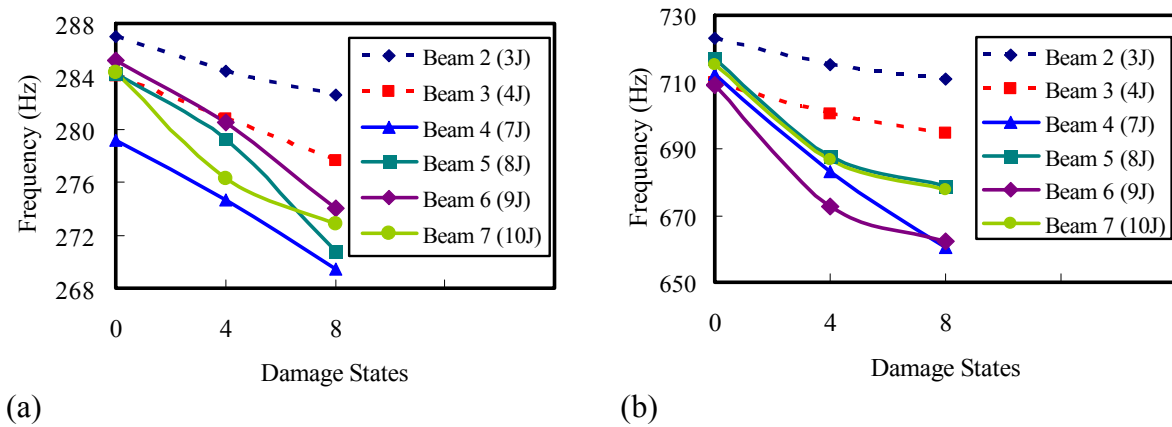 288
284
280
276
272
268
Frequency (Hz)
0
4
8
Damage States
Beam 2 (3J)
Beam 3 (4J)
Beam 4 (7J)
Beam 5 (8J)
Beam 6 (9J)
Beam 7 (10J)
(a)
730
710
690
670
650
Frequency (Hz)
0
4
8
Damage States
Beam 2 (3J)
Beam 3 (4J)
Beam 4 (7J)
Beam 5 (8J)
Beam 6 (9J)
Beam 7 (10J)
(b)